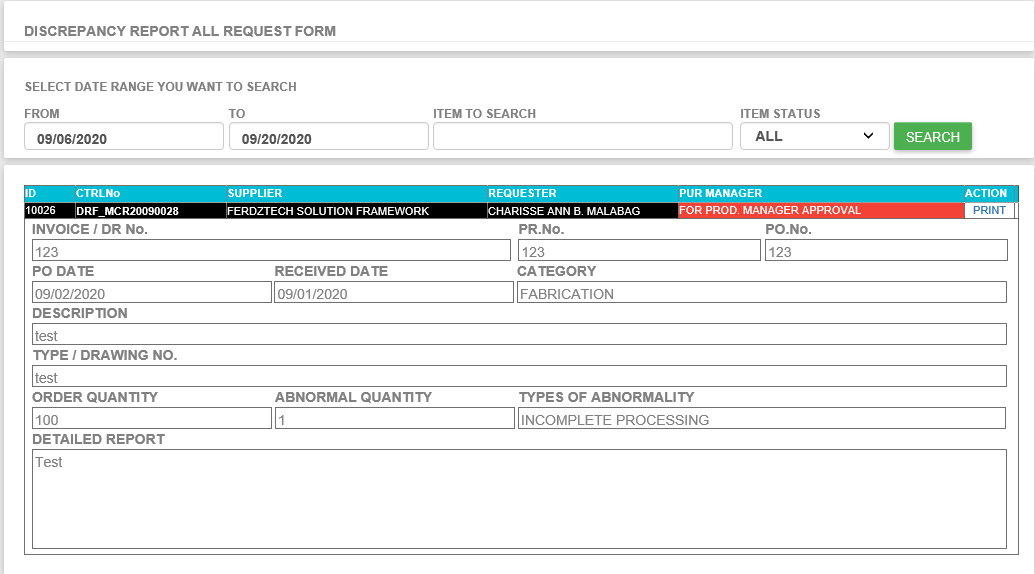 DISCREPANCY REPORT ALL REQUEST FORM
SELECT DATE RANGE YOU WANT TO SEARCH
FROM TO ITEM TO SEARCH ITEM STATUS
09/06/2020 09/20/2020 ALL SEARCH
ID CTRLNo SUPPLIER REQUESTER PUR MANAGER ACTION
10026 DRF_MCR20090028 FERDZTECH SOLUTION FRAMEWORK CHARISSE ANN B. MALABAG FOR PROD. MANAGER APPROVAL PRINT
INVOICE / DR No. PR.No. PO.No.
123 123 123
PO DATE RECEIVED DATE CATEGORY
09/02/2020 09/01/2020 FABRICATION
DESCRIPTION
test
TYPE / DRAWING NO.
test
ORDER QUANTITY ABNORMAL QUANTITY TYPES OF ABNORMALITY
100 1 INCOMPLETE PROCESSING
DETAILED REPORT
Test